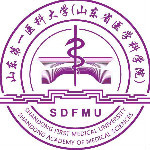 山东第一医科大学(山东省医学科学院)
SDFMU
SHANDONG FIRST MEDICAL UNIVERSITY
SHANDONG ACADEMY OF MEDICAL SCIENCES